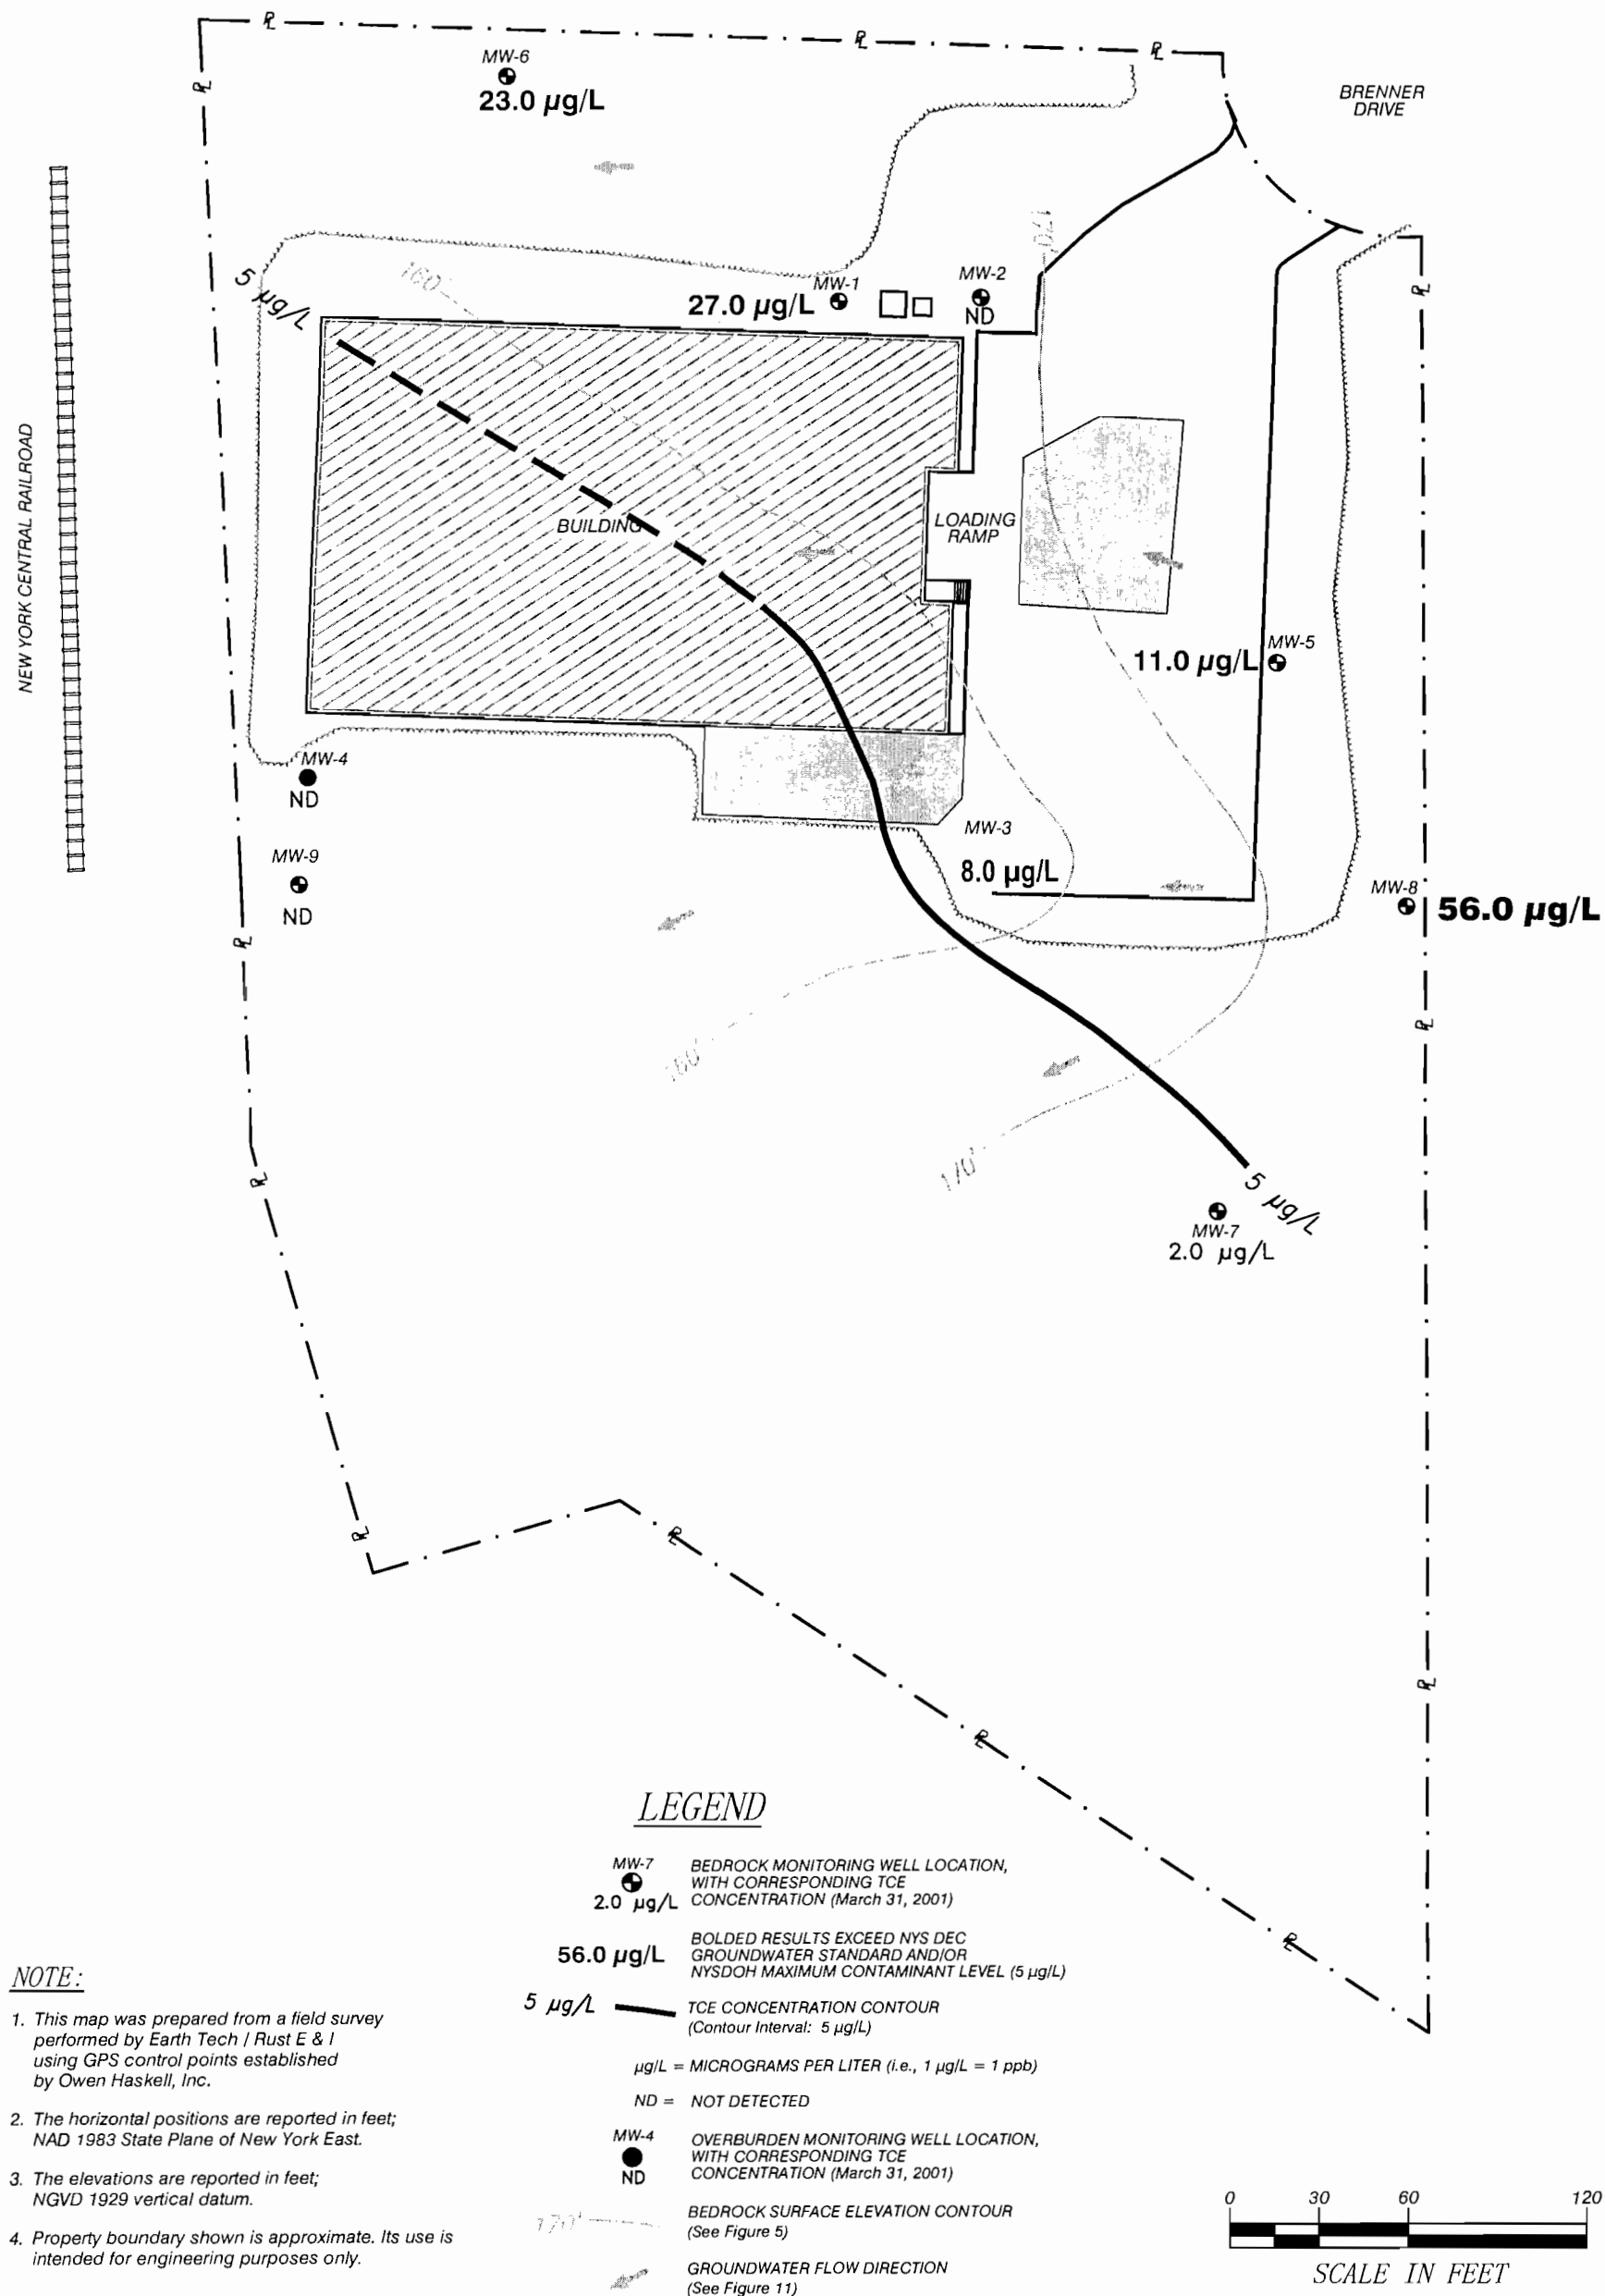 MW-6
23.0 µg/L
BRENNER
DRIVE
170'
160'
5 µg/L
MW-1
27.0 µg/L
MW-2
ND
NEW YORK CENTRAL RAILROAD
BUILDING
LOADING
RAMP
MW-5
11.0 µg/L
MW-4
ND
MW-3
8.0 µg/L
MW-9
ND
MW-8
56.0 µg/L
160'
170'
5 µg/L
MW-7
2.0 µg/L
LEGEND
MW-7
2.0 µg/L
BEDROCK MONITORING WELL LOCATION,
WITH CORRESPONDING TCE
CONCENTRATION (March 31, 2001)
56.0 µg/L
BOLDED RESULTS EXCEED NYS DEC
GROUNDWATER STANDARD AND/OR
NYSDOH MAXIMUM CONTAMINANT LEVEL (5 µg/L)
5 µg/L
TCE CONCENTRATION CONTOUR
(Contour Interval: 5 µg/L)
µg/L = MICROGRAMS PER LITER (i.e., 1 µg/L = 1 ppb)
ND = NOT DETECTED
MW-4
ND
OVERBURDEN MONITORING WELL LOCATION,
WITH CORRESPONDING TCE
CONCENTRATION (March 31, 2001)
170'
BEDROCK SURFACE ELEVATION CONTOUR
(See Figure 5)
GROUNDWATER FLOW DIRECTION
(See Figure 11)
NOTE:
1. This map was prepared from a field survey
performed by Earth Tech / Rust E & I
using GPS control points established
by Owen Haskell, Inc.
2. The horizontal positions are reported in feet;
NAD 1983 State Plane of New York East.
3. The elevations are reported in feet;
NGVD 1929 vertical datum.
4. Property boundary shown is approximate. Its use is
intended for engineering purposes only.
0 30 60 120
SCALE IN FEET